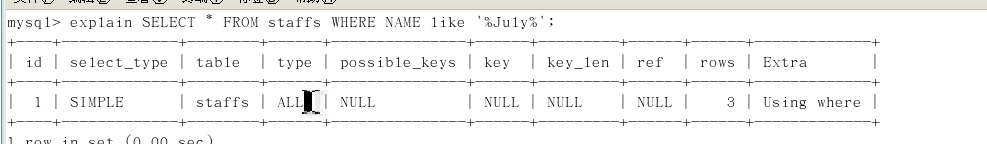 mysql> explain SELECT * FROM staffs WHERE NAME like '%July%';
+----+-------------+--------+------+---------------+------+---------+------+------+-------------+
| id | select_type | table | type | possible_keys | key | key_len | ref | rows | Extra |
+----+-------------+--------+------+---------------+------+---------+------+------+-------------+
| 1 | SIMPLE | staffs | ALL | NULL | NULL | NULL | NULL | 3 | Using where |
+----+-------------+--------+------+---------------+------+---------+------+------+-------------+
1 row in set (0.00 sec)